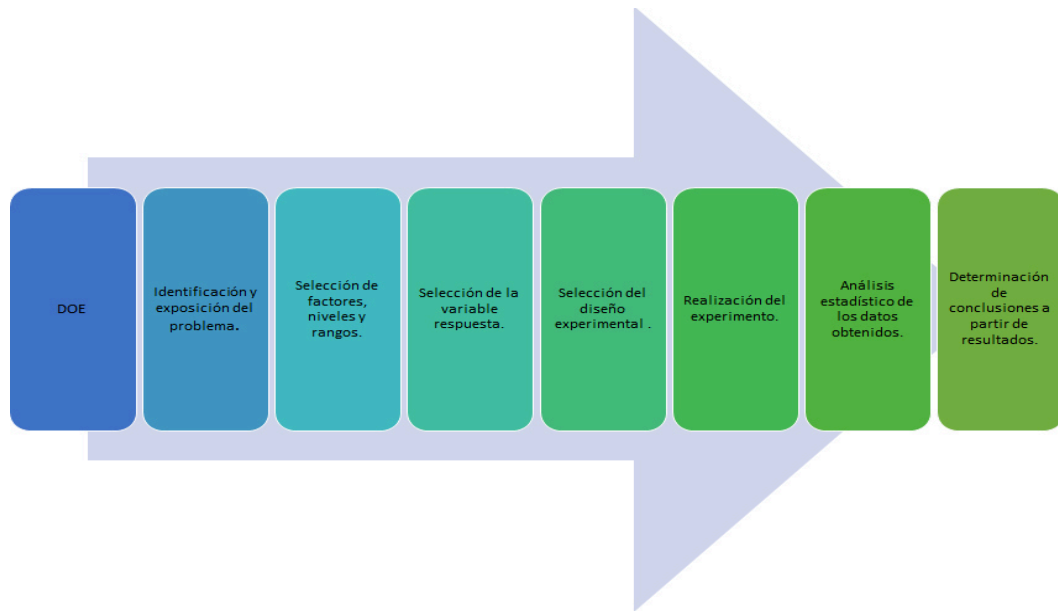 DOE
Identificación y
exposición del
problema.
Selección de
factores,
niveles y
rangos.
Selección de la
variable
respuesta.
Selección del
diseño
experimental .
Realización del
experimento.
Análisis
estadístico de
los datos
obtenidos.
Determinación
de
conclusiones a
partir de
resultados.